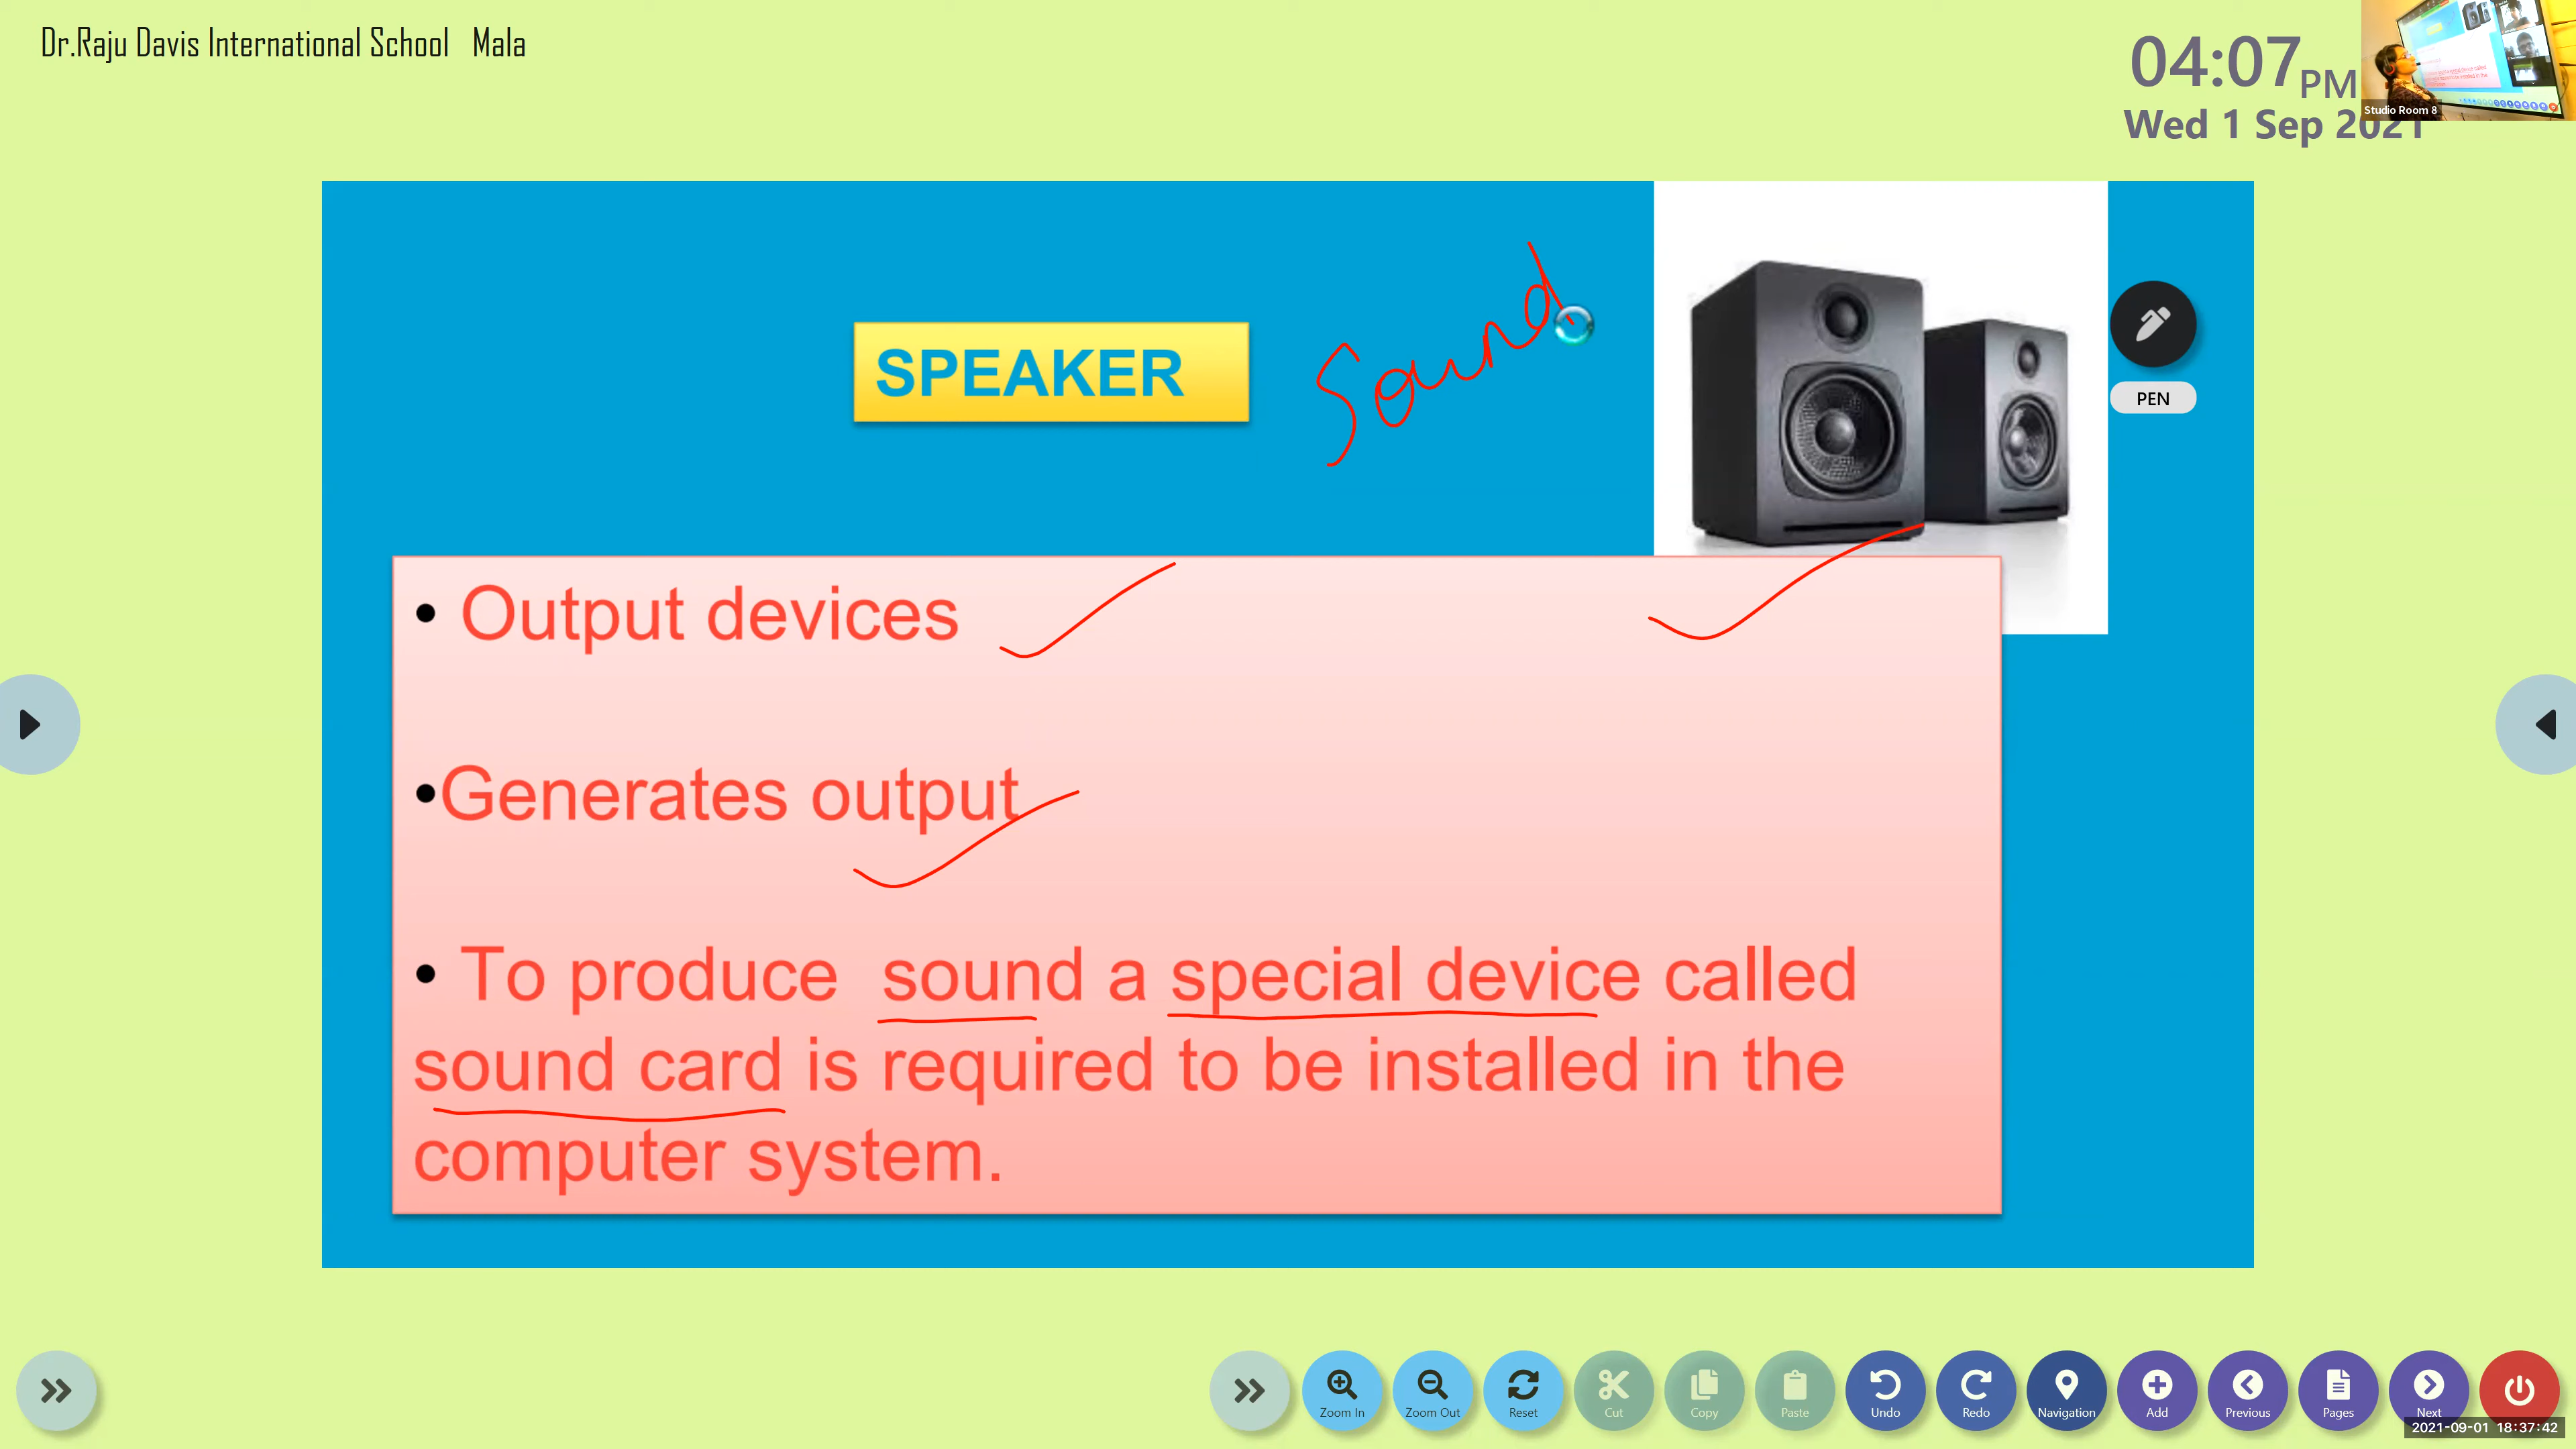 Dr.Raju Davis International School Mala
04:07 PM
Wed 1 Sep 2021
Studio Room 8
SPEAKER
Sound
PEN
• Output devices
•Generates output
• To produce sound a special device called
sound card is required to be installed in the
computer system.
Zoom In Zoom Out Reset Cut Copy Paste Undo Redo Navigation Add Previous Pages Next
2021-09-01 18:37:42